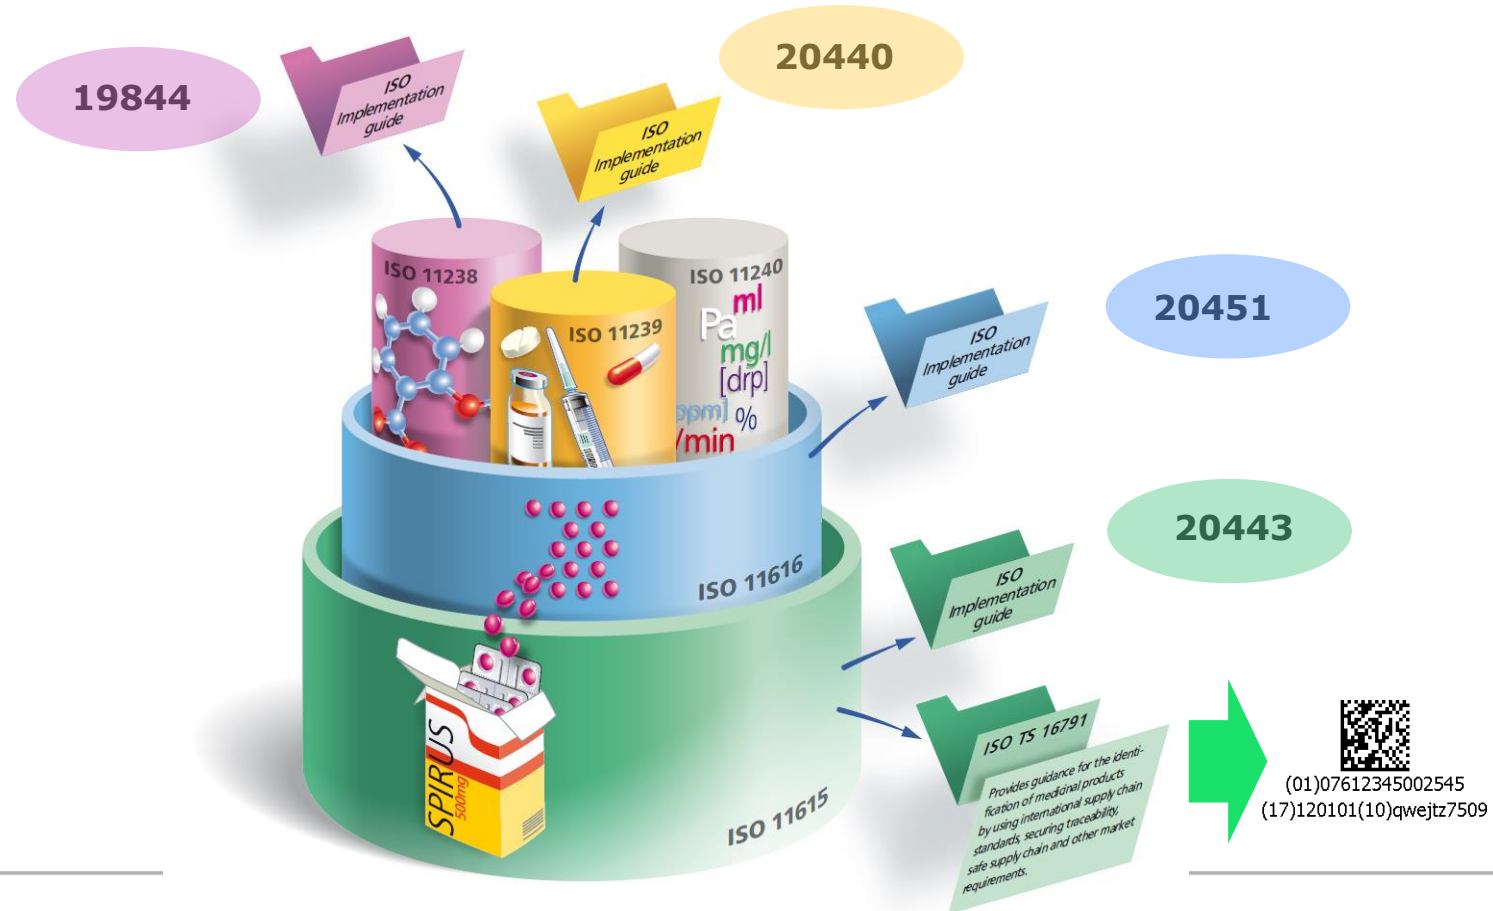 19844
20440
ISO
Implementation
guide
ISO
Implementation
guide
ISO 11238
ISO 11239
ISO 11240
ml
Pa
mg/l
[drp]
ppm]
%
/min
20451
ISO
Implementation
guide
20443
ISO 11616
ISO
Implementation
guide
SPIRUS
500mg
ISO 11615
ISO TS 16791
Provides guidance for the identi-
fication of medicinal products
by using international supply chain
standards, securing traceability,
safe supply chain and other market
requirements.
(01)07612345002545
(17)120101(10)qwejtz7509